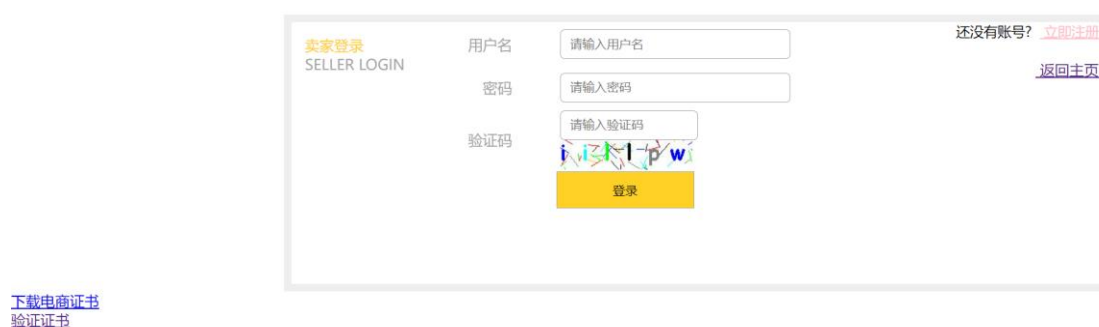 卖家登录
SELLER LOGIN
用户名
请输入用户名
密码
请输入密码
验证码
请输入验证码
登录
还没有账号? 立即注册
返回主页
下载电商证书
验证证书